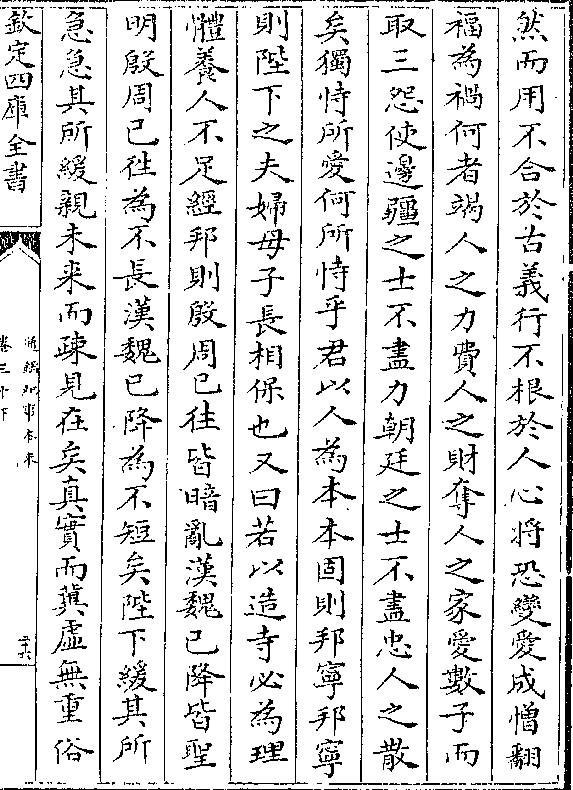 然而用不合於古義行不根於人心將恐變愛成憎翻
福為禍何者竭人之力費人之財奪人之家愛數子而
取三怨使邊疆之士不盡力朝廷之士不盡忠人之散
矣獨恃所愛何所恃乎君以人為本本固則邦寧邦寧
則陛下之夫婦母子長相保也又曰若以造寺必為理
體養人不足經邦則殷周已往皆暗亂漢魏已降皆聖
明殷周已往為不長漢魏已降為不短矣陛下緩其所
急急其所緩親未来而疎見在矣真實而冀虚無重俗
欽定四庫全書
通鑑紀事本末
卷三十下
二十六